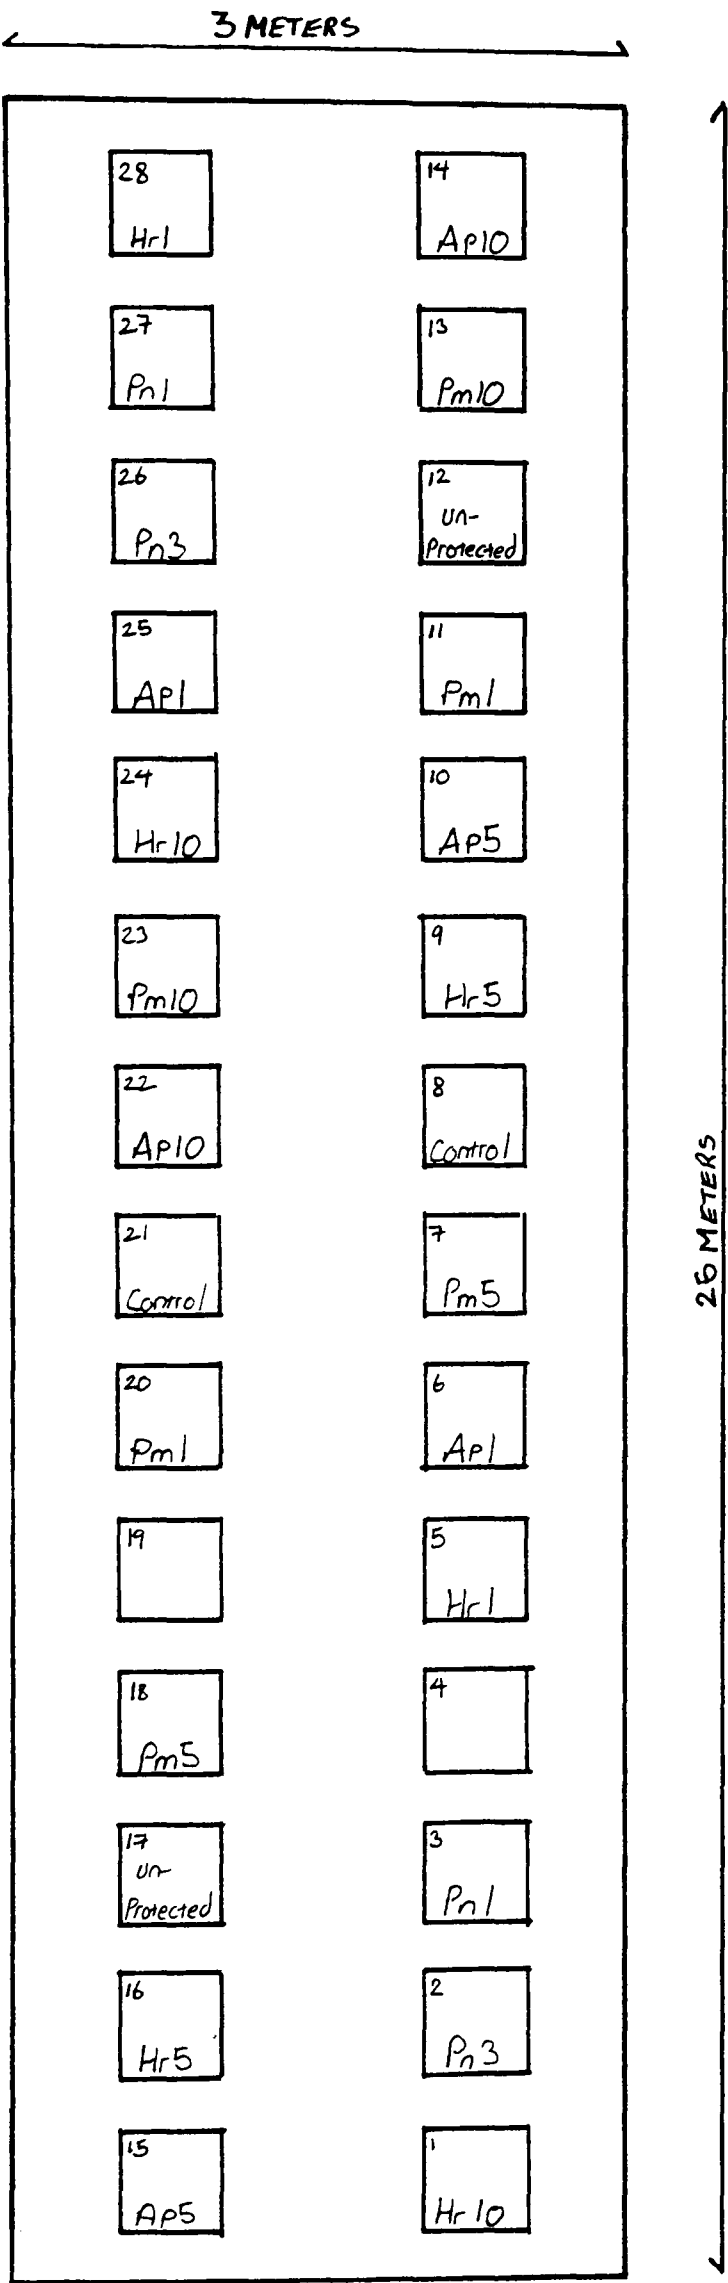 3 METERS
28
Hr1
14
Ap10
27
Pn1
13
Pm10
26
Pn3
12
Un-
Protected
25
Ap1
11
Pm1
24
Hr10
10
Ap5
23
Pm10
9
Hr5
22
Ap10
8
Control
21
Control
7
Pm5
20
Pm1
6
Ap1
19
5
Hr1
18
Pm5
4
17
Un-
Protected
3
Pn1
16
Hr5
2
Pn3
15
Ap5
1
Hr10
26 METERS